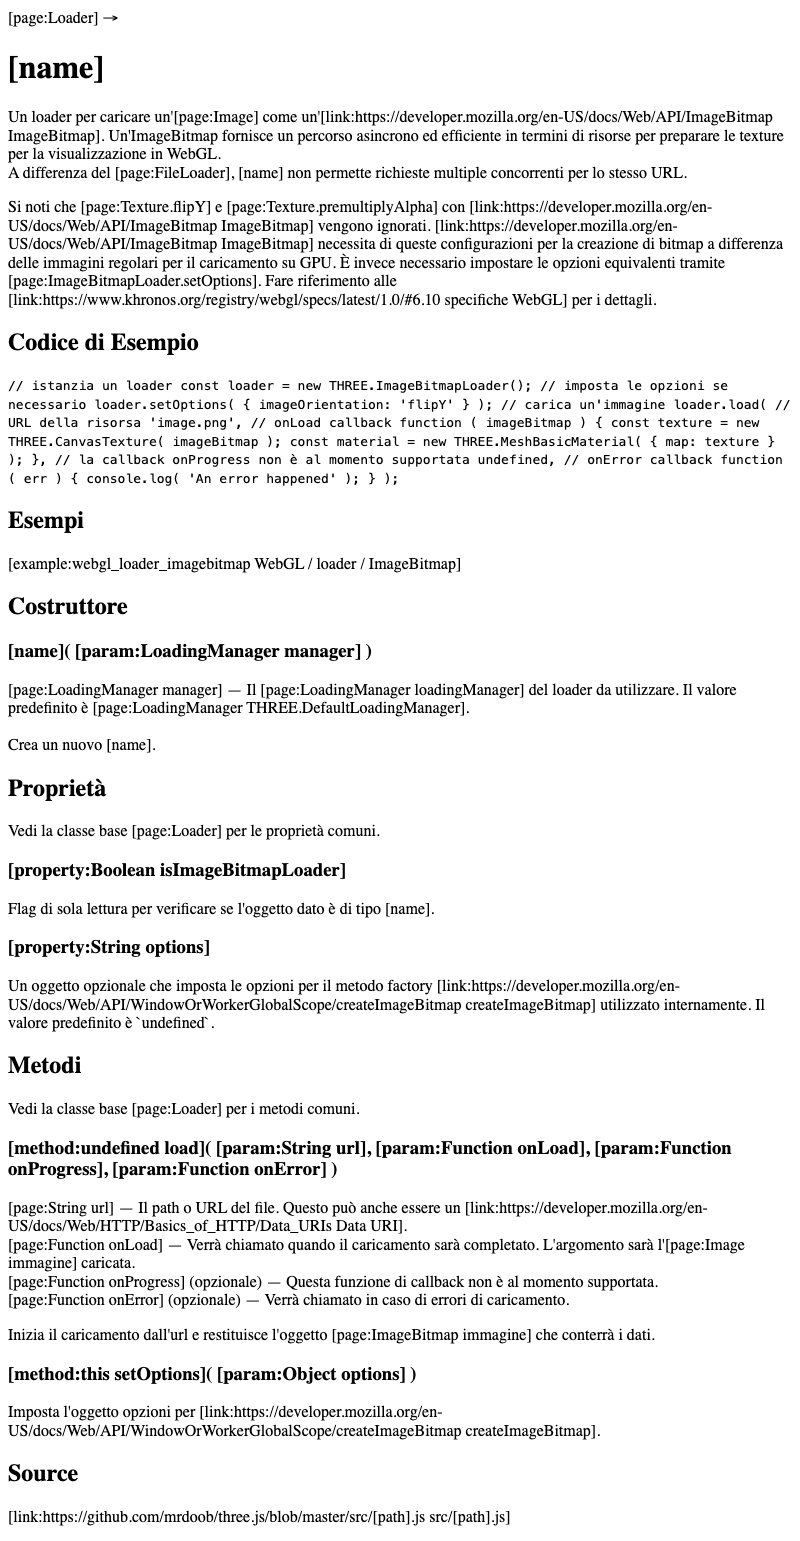 [page:Loader] →
[name]
Un loader per caricare un'[page:Image] come un'[link:https://developer.mozilla.org/en-US/docs/Web/API/ImageBitmap
ImageBitmap]. Un'ImageBitmap fornisce un percorso asincrono ed efficiente in termini di risorse per preparare le texture
per la visualizzazione in WebGL.
A differenza del [page:FileLoader], [name] non permette richieste multiple concorrenti per lo stesso URL.
Si noti che [page:Texture.flipY] e [page:Texture.premultiplyAlpha] con [link:https://developer.mozilla.org/en-
US/docs/Web/API/ImageBitmap ImageBitmap] vengono ignorati. [link:https://developer.mozilla.org/en-
US/docs/Web/API/ImageBitmap ImageBitmap] necessita di queste configurazioni per la creazione di bitmap a differenza
delle immagini regolari per il caricamento su GPU. È invece necessario impostare le opzioni equivalenti tramite
[page:ImageBitmapLoader.setOptions]. Fare riferimento alle
[link:https://www.khronos.org/registry/webgl/specs/latest/1.0/#6.10 specifiche WebGL] per i dettagli.
Codice di Esempio
// istanzia un loader const loader = new THREE.ImageBitmapLoader(); // imposta le opzioni se
necessario loader.setOptions( { imageOrientation: 'flipY' } ); // carica un'immagine loader.load( //
URL della risorsa 'image.png', // onLoad callback function ( imageBitmap ) { const texture = new
THREE.CanvasTexture( imageBitmap ); const material = new THREE.MeshBasicMaterial( { map: texture }
); }, // la callback onProgress non è al momento supportata undefined, // onError callback function
( err ) { console.log( 'An error happened' ); } );
Esempi
[example:webgl_loader_imagebitmap WebGL / loader / ImageBitmap]
Costruttore
[name]( [param:LoadingManager manager] )
[page:LoadingManager manager] — Il [page:LoadingManager loadingManager] del loader da utilizzare. Il valore
predefinito è [page:LoadingManager THREE.DefaultLoadingManager].
Crea un nuovo [name].
Proprietà
Vedi la classe base [page:Loader] per le proprietà comuni.
[property:Boolean isImageBitmapLoader]
Flag di sola lettura per verificare se l'oggetto dato è di tipo [name].
[property:String options]
Un oggetto opzionale che imposta le opzioni per il metodo factory [link:https://developer.mozilla.org/en-
US/docs/Web/API/WindowOrWorkerGlobalScope/createImageBitmap createImageBitmap] utilizzato internamente. Il
valore predefinito è `undefined`.
Metodi
Vedi la classe base [page:Loader] per i metodi comuni.
[method:undefined load]( [param:String url], [param:Function onLoad], [param:Function
onProgress], [param:Function onError] )
[page:String url] — Il path o URL del file. Questo può anche essere un [link:https://developer.mozilla.org/en-
US/docs/Web/HTTP/Basics_of_HTTP/Data_URIs Data URI].
[page:Function onLoad] — Verrà chiamato quando il caricamento sarà completato. L'argomento sarà l'[page:Image
immagine] caricata.
[page:Function onProgress] (opzionale) — Questa funzione di callback non è al momento supportata.
[page:Function onError] (opzionale) — Verrà chiamato in caso di errori di caricamento.
Inizia il caricamento dall'url e restituisce l'oggetto [page:ImageBitmap immagine] che conterrà i dati.
[method:this setOptions]( [param:Object options] )
Imposta l'oggetto opzioni per [link:https://developer.mozilla.org/en-
US/docs/Web/API/WindowOrWorkerGlobalScope/createImageBitmap createImageBitmap].
Source
[link:https://github.com/mrdoob/three.js/blob/master/src/[path].js src/[path].js]